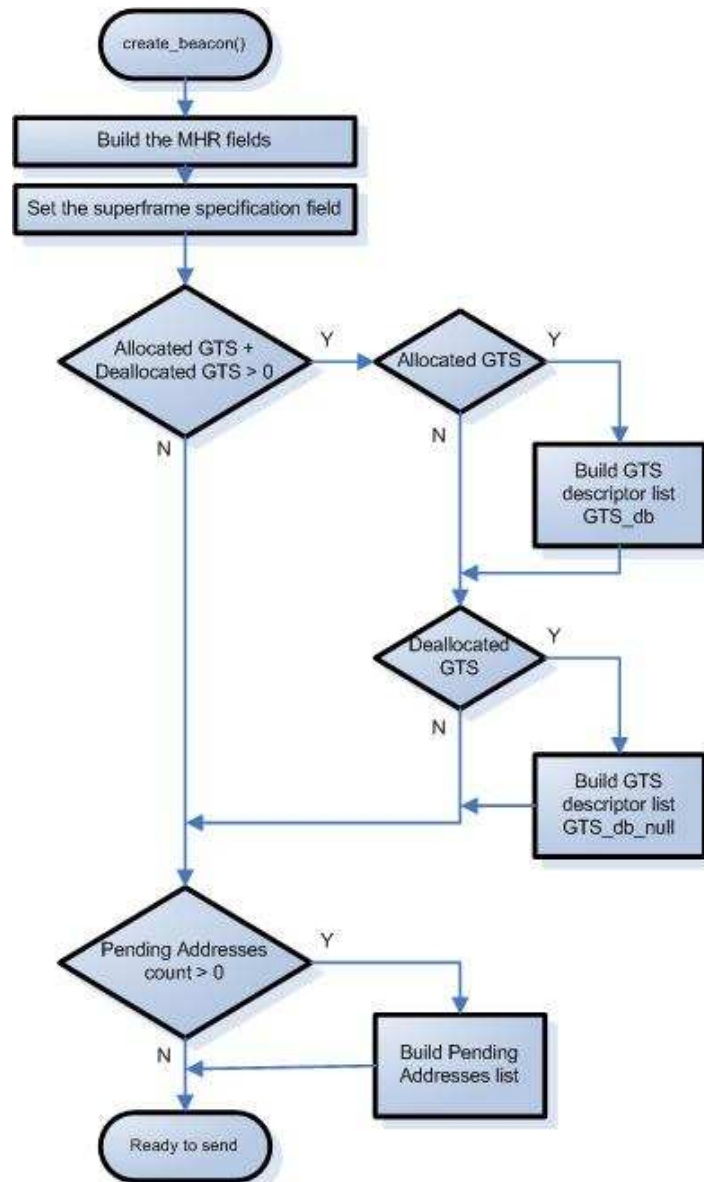 create_beacon()
Build the MHR fields
Set the superframe specification field
Allocated GTS +
Deallocated GTS > 0
Y
N
Allocated GTS
Y
N
Build GTS
descriptor list
GTS_db
Deallocated
GTS
Y
N
Build GTS
descriptor list
GTS_db_null
Pending Addresses
count > 0
Y
N
Build Pending
Addresses list
Ready to send